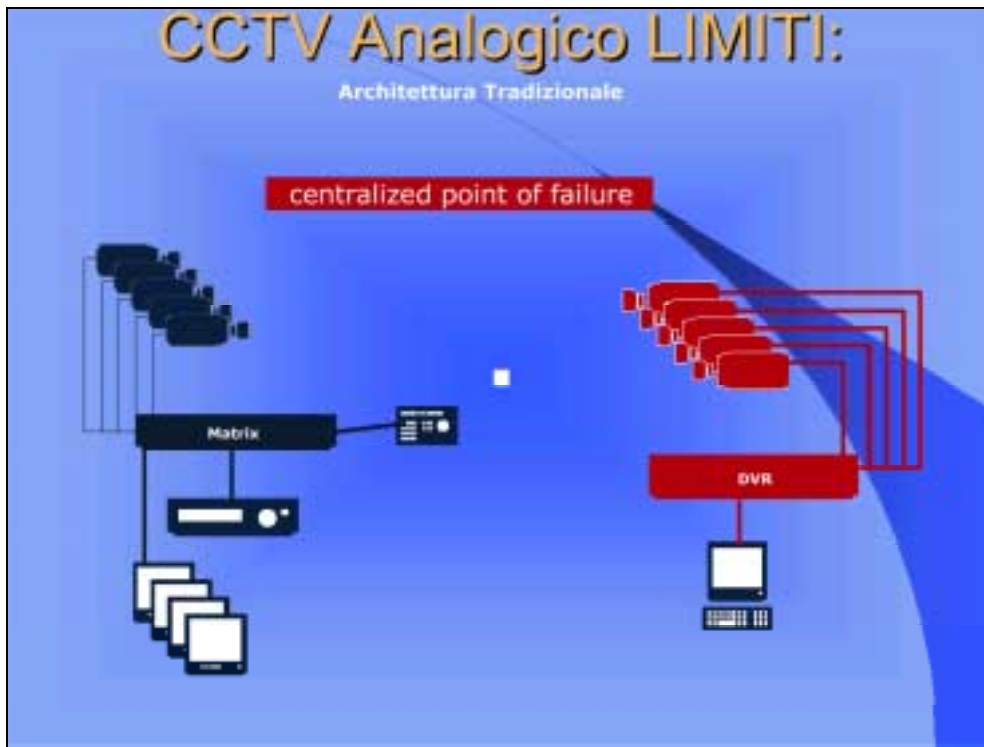 CCTV Analogico LIMITI:
Architettura Tradizionale
centralized point of failure
Matrix
DVR